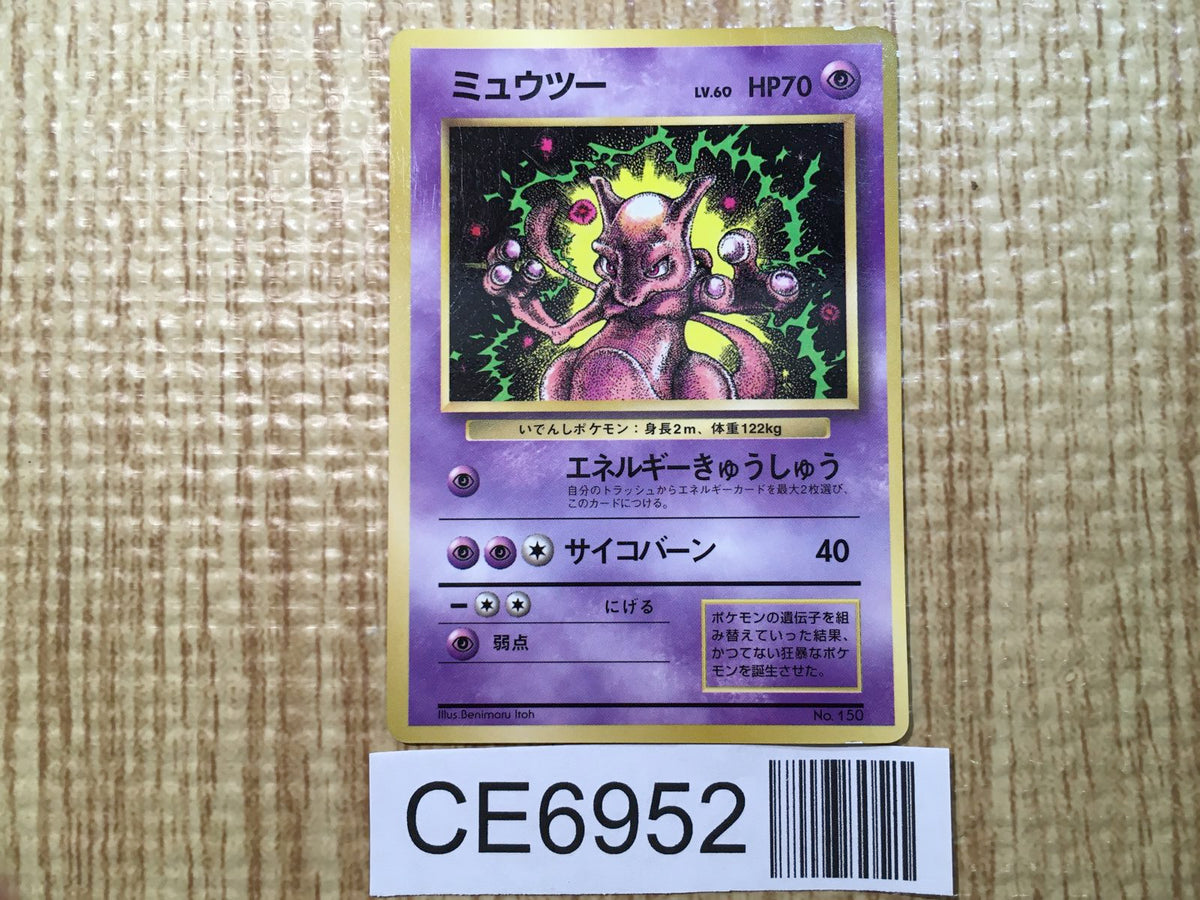 ミュウツー LV.60 HP70
いでんしポケモン：身長2m、体重122kg
エネルギーきゅうしゅう
自分のトラッシュからエネルギーカードを最大2枚選び、
このカードにつける。
サイコバーン 40
にげる
弱点
ポケモンの遺伝子を組
み替えていった結果、
かつてない狂暴なポケ
モンを誕生させた。
Illus.Benimaru Itoh No. 150
CE6952